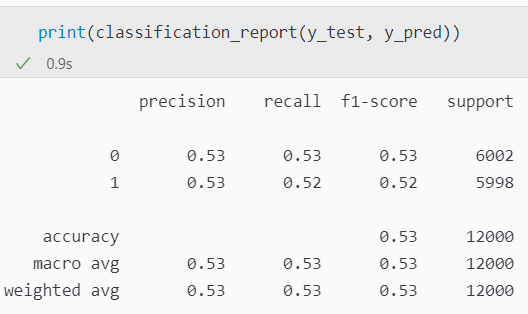 print(classification_report(y_test, y_pred))
✓ 0.9s
precision recall f1-score support
0 0.53 0.53 0.53 6002
1 0.53 0.52 0.52 5998
accuracy 0.53 12000
macro avg 0.53 0.53 0.53 12000
weighted avg 0.53 0.53 0.53 12000